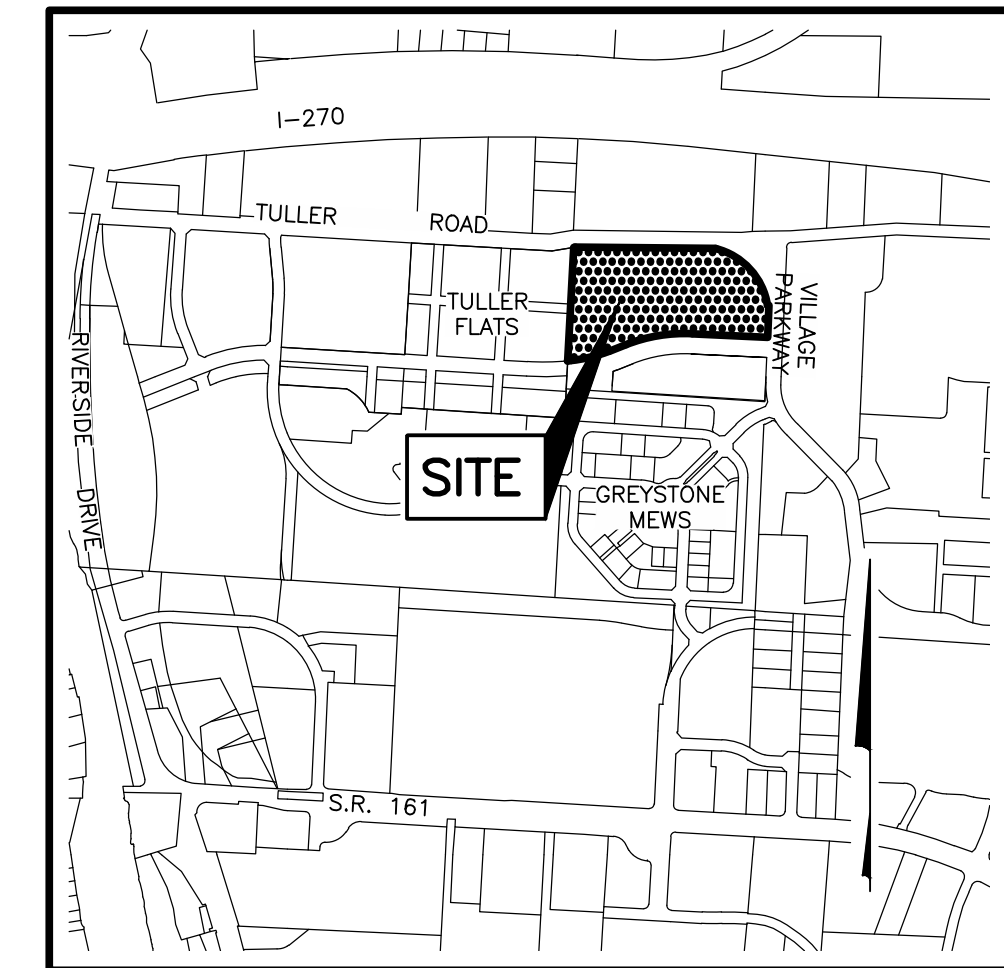 I-270
TULLER ROAD
TULLER
FLATS
VILLAGE
PARKWAY
RIVERSIDE DRIVE
SITE
GREYSTONE
MEWS
S.R. 161